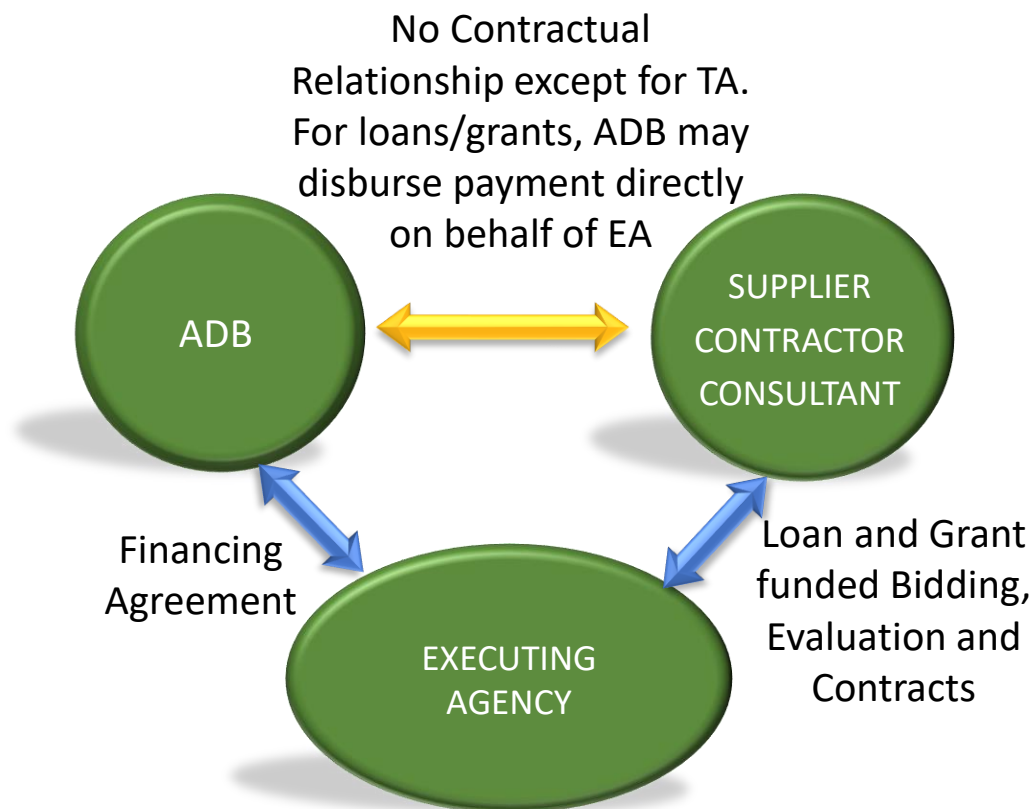 No Contractual
Relationship except for TA.
For loans/grants, ADB may
disburse payment directly
on behalf of EA
ADB
SUPPLIER
CONTRACTOR
CONSULTANT
Financing
Agreement
Loan and Grant
funded Bidding,
Evaluation and
Contracts
EXECUTING
AGENCY